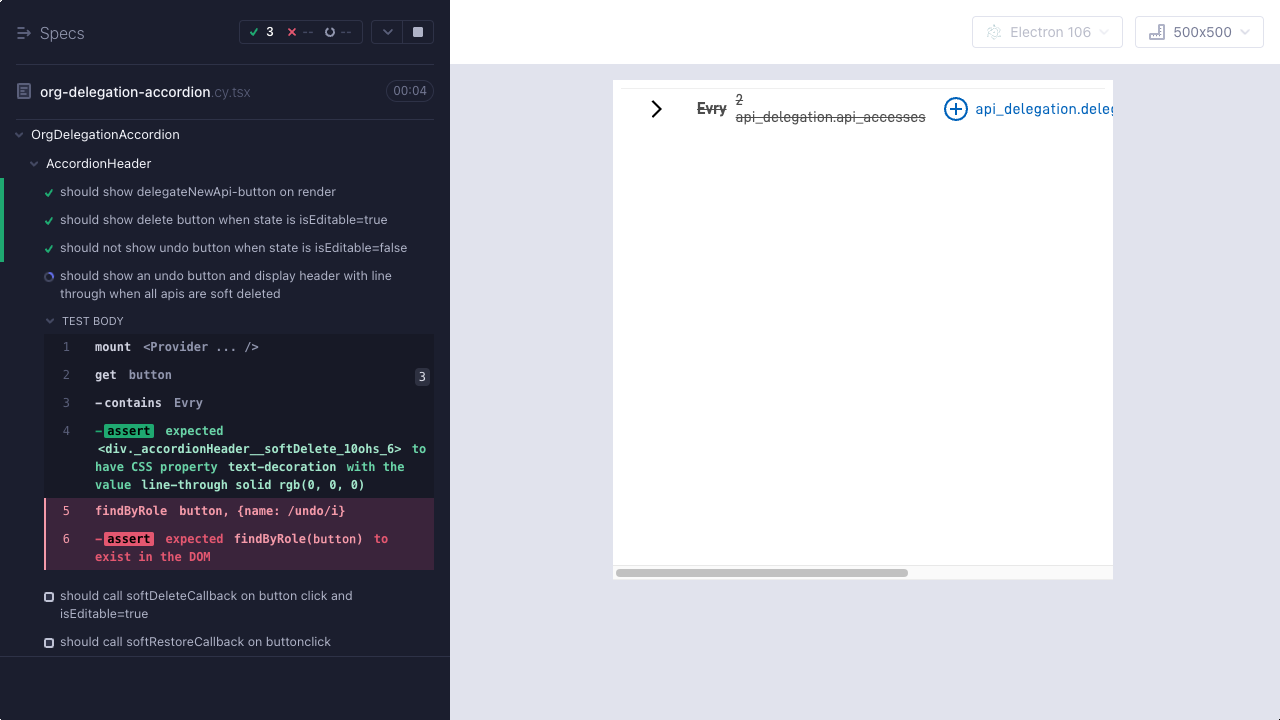 Specs
3
--
--
Electron 106
500x500
org-delegation-accordion.cy.tsx
00:04
OrgDelegationAccordion
AccordionHeader
should show delegateNewApi-button on render
should show delete button when state is isEditable=true
should not show undo button when state is isEditable=false
should show an undo button and display header with line
through when all apis are soft deleted
TEST BODY
1 mount <Provider ... />
2 get button 3
3 -contains Evry
4 -assert expected
<div._accordionHeader__softDelete_10ohs_6> to
have CSS property text-decoration with the
value line-through solid rgb(0, 0, 0)
5 findByRole button, {name: /undo/i}
6 -assert expected findByRole(button) to
exist in the DOM
should call softDeleteCallback on button click and
isEditable=true
should call softRestoreCallback on buttonclick
Evry
2
api_delegation.api_accesses
api_delegation.deleg